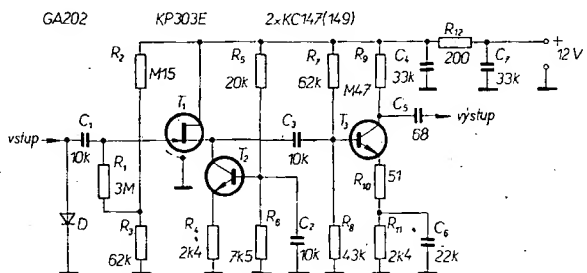 GA202 KP303E 2xKC147(149)
R2
M15
R5
20k
R7
62k
R9
M47
C4
33k
R12
200
C7
33k
+
12 V
C5
68
výstup
vstup
C1
10k
T1
C3
10k
T3
R1
3M
T2
R10
51
D
R3
62k
R4
2k4
R6
7k5
C2
10k
R8
43k
R11
2k4
C6
22k